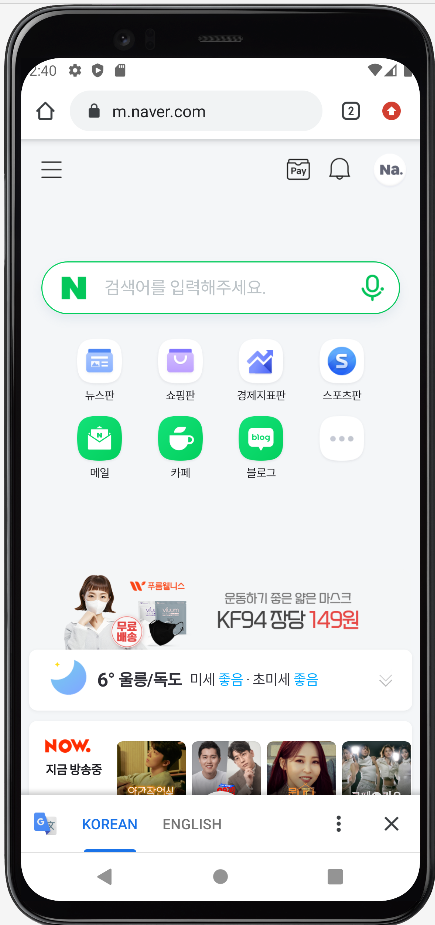 2:40
m.naver.com
2
Pay
Na.
N
검색어를 입력해주세요.
뉴스판
쇼핑판
경제지표판
S
스포츠판
N
메일
카페
blog
블로그
푸름웰니스
무료
배송
운동하기 좋은 얇은 마스크
KF94 장당 149원
6° 울릉/독도 미세 좋음 · 초미세 좋음
NOW.
지금 방송중
G 文
KOREAN
ENGLISH